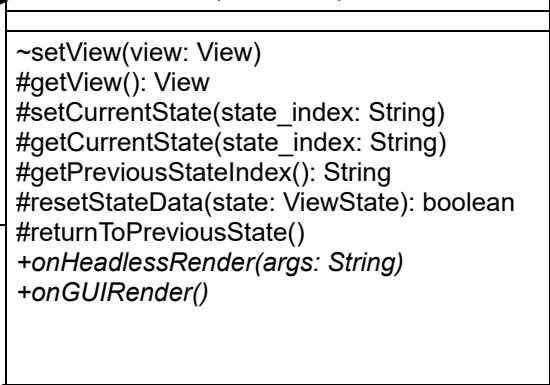 ~setView(view: View)
#getView(): View
#setCurrentState(state_index: String)
#getCurrentState(state_index: String)
#getPreviousStateIndex(): String
#resetStateData(state: ViewState): boolean
#returnToPreviousState()
+onHeadlessRender(args: String)
+onGUIRender()